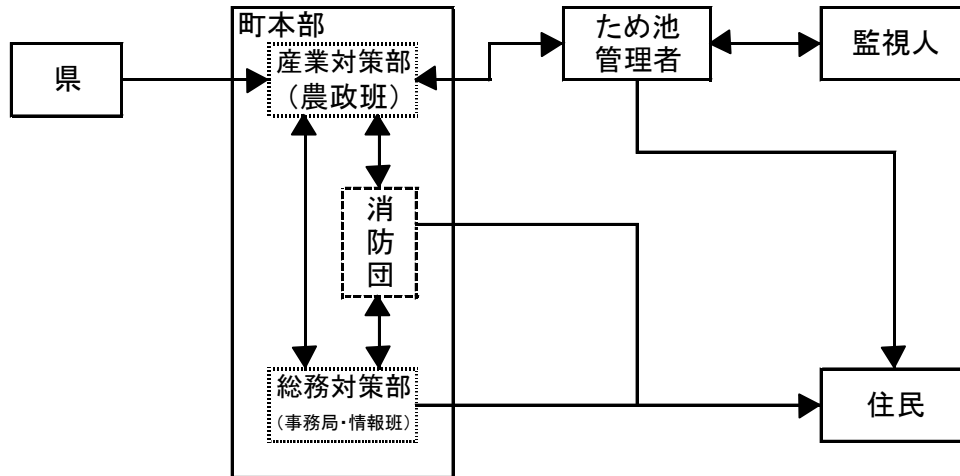 町本部
県
産業対策部
（農政班）
ため池
管理者
監視人
消
防
団
総務対策部
（事務局・情報班）
住民